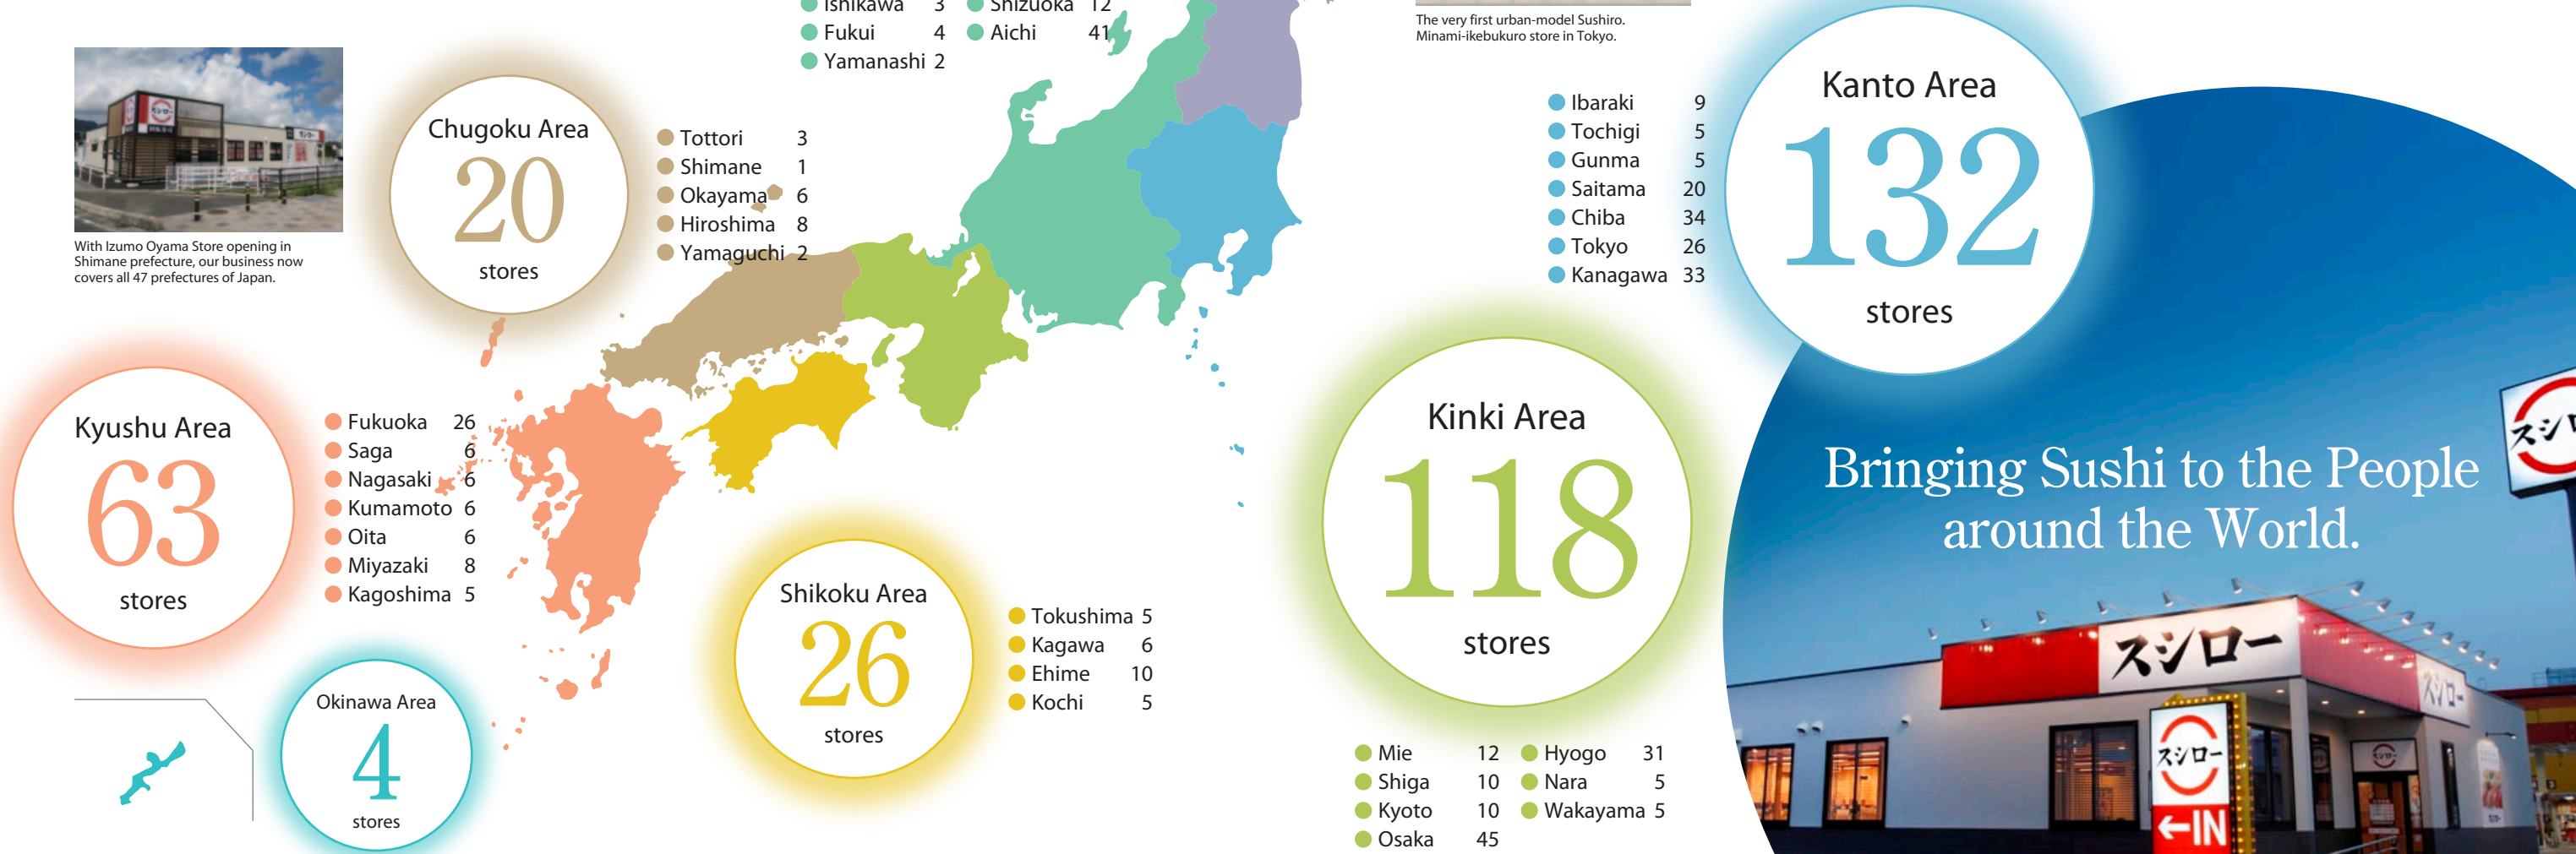 Ishikawa 3
Fukui 4
Yamanashi 2
Shizuoka 12
Aichi 41
The very first urban-model Sushiro.
Minami-ikebukuro store in Tokyo.
With Izumo Oyama Store opening in
Shimane prefecture, our business now
covers all 47 prefectures of Japan.
Chugoku Area
20
stores
Tottori 3
Shimane 1
Okayama 6
Hiroshima 8
Yamaguchi 2
Ibaraki 9
Tochigi 5
Gunma 5
Saitama 20
Chiba 34
Tokyo 26
Kanagawa 33
Kanto Area
132
stores
Kyushu Area
63
stores
Fukuoka 26
Saga 6
Nagasaki 6
Kumamoto 6
Oita 6
Miyazaki 8
Kagoshima 5
Okinawa Area
4
stores
Shikoku Area
26
stores
Tokushima 5
Kagawa 6
Ehime 10
Kochi 5
Kinki Area
118
stores
Mie 12
Shiga 10
Kyoto 10
Osaka 45
Hyogo 31
Nara 5
Wakayama 5
Bringing Sushi to the People
around the World.
スシロ
スシロー
スシロー
スシロー
←IN